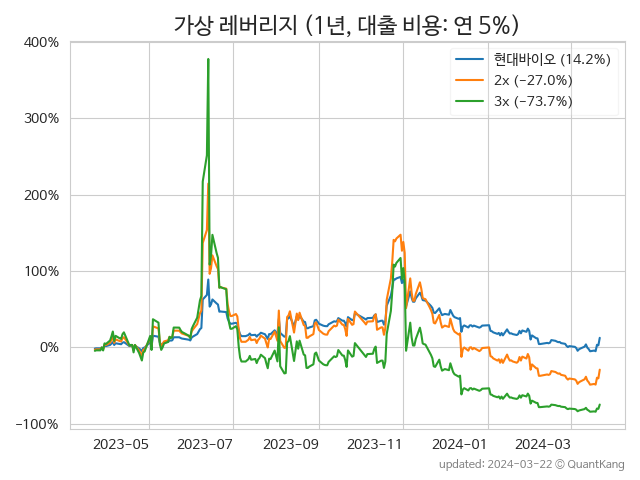 가상 레버리지 (1년, 대출 비용: 연 5%)
400%
300%
200%
100%
0%
−100%
현대바이오 (14.2%)
2x (−27.0%)
3x (−73.7%)
2023-05
2023-07
2023-09
2023-11
2024-01
2024-03
updated: 2024-03-22 © QuantKang